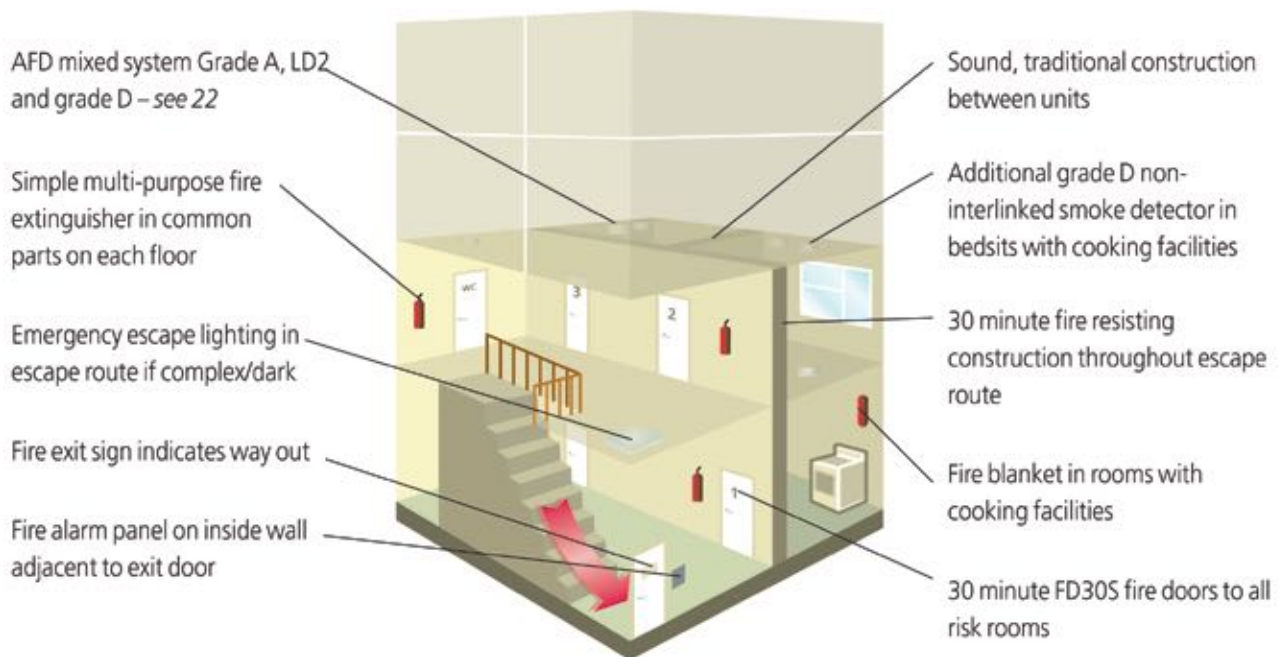 AFD mixed system Grade A, LD2
and grade D – see 22
Simple multi-purpose fire
extinguisher in common
parts on each floor
Emergency escape lighting in
escape route if complex/dark
Fire exit sign indicates way out
Fire alarm panel on inside wall
adjacent to exit door
WC
3
2
1
Sound, traditional construction
between units
Additional grade D non-
interlinked smoke detector in
bedsits with cooking facilities
30 minute fire resisting
construction throughout escape
route
Fire blanket in rooms with
cooking facilities
30 minute FD30S fire doors to all
risk rooms